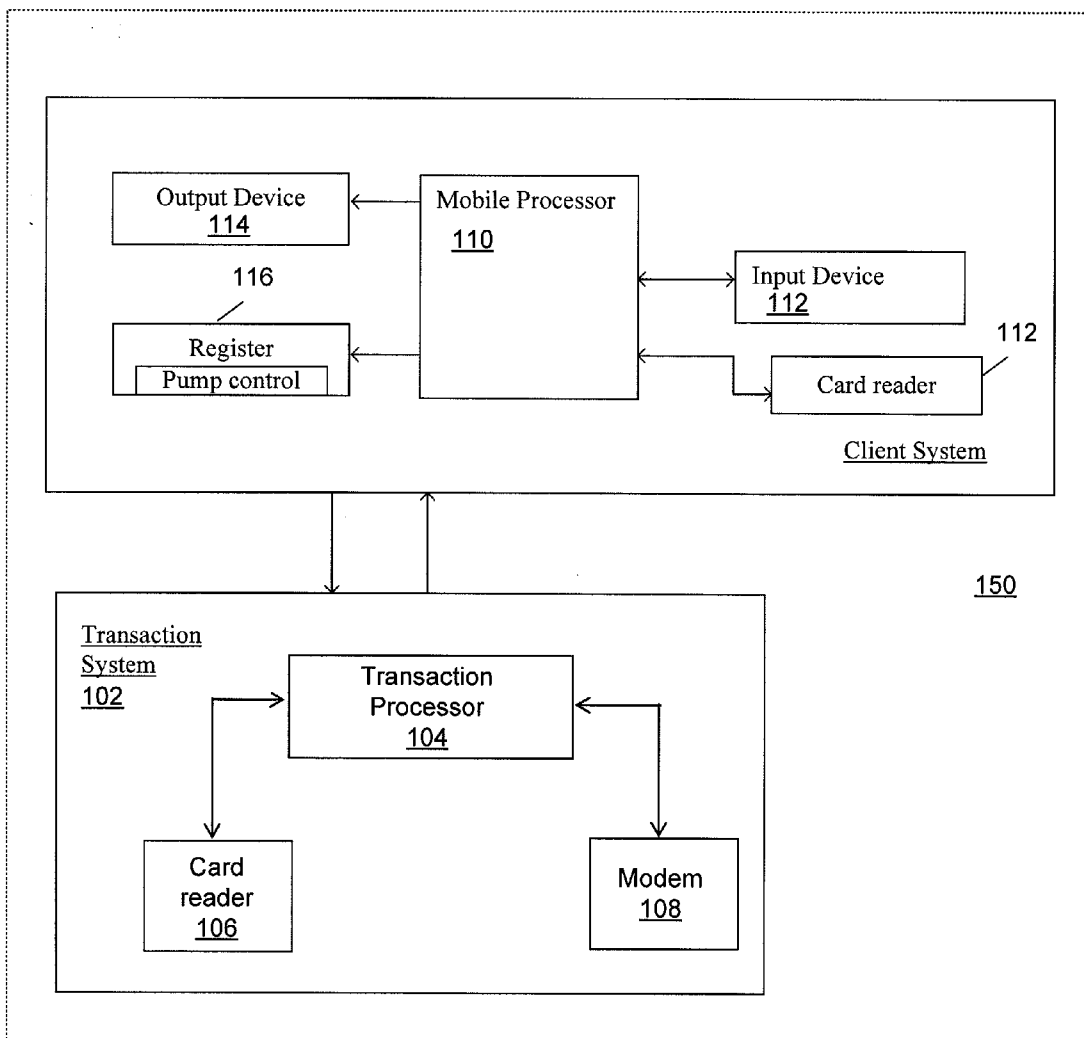 Output Device
114
Mobile Processor
110
116
Input Device
112
Register
Pump control
112
Card reader
Client System
150
Transaction
System
102
Transaction
Processor
104
Card
reader
106
Modem
108